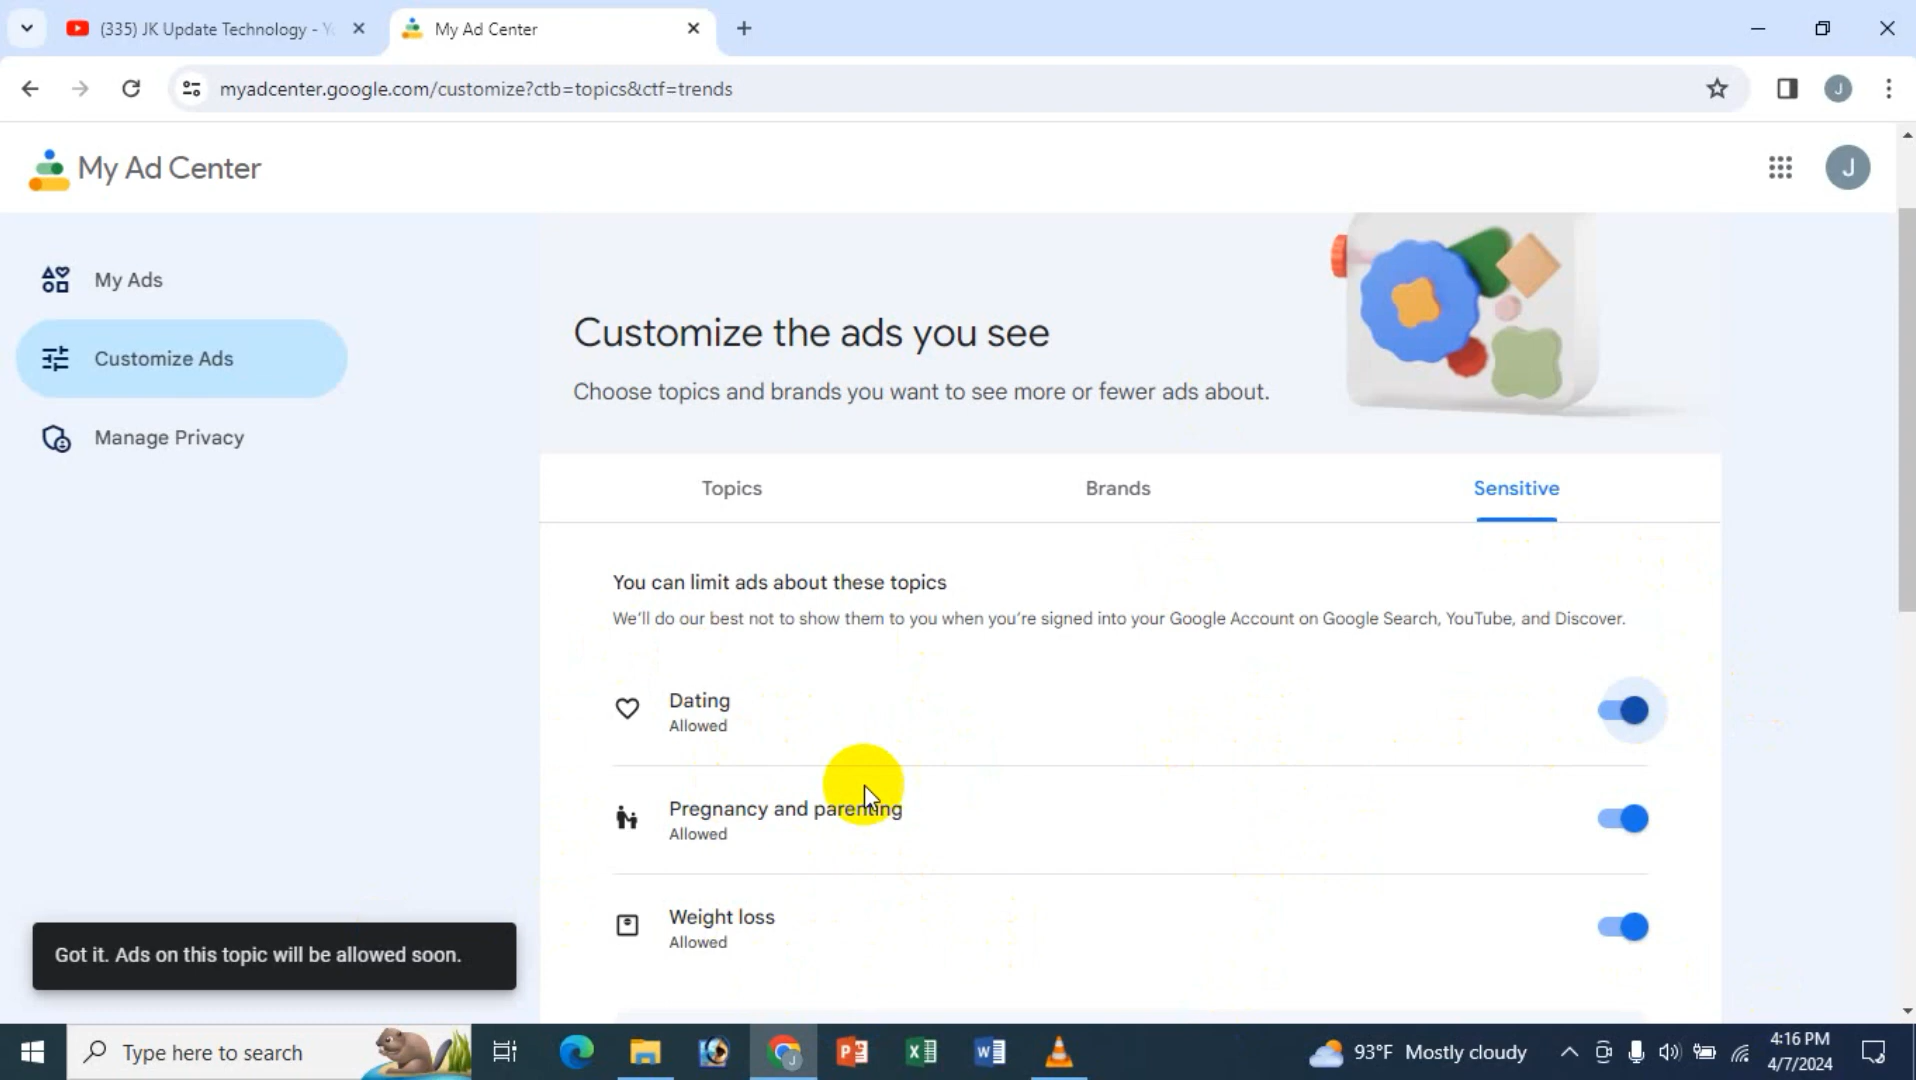 (335) JK Update Technology - Y
My Ad Center
myadcenter.google.com/customize?ctb=topics&ctf=trends
J
My Ad Center
J
My Ads
Customize Ads
Manage Privacy
Customize the ads you see
Choose topics and brands you want to see more or fewer ads about.
Topics
Brands
Sensitive
You can limit ads about these topics
We'll do our best not to show them to you when you're signed into your Google Account on Google Search, YouTube, and Discover.
Dating
Allowed
Pregnancy and parenting
Allowed
Weight loss
Allowed
Got it. Ads on this topic will be allowed soon.
Type here to search
93°F Mostly cloudy
4:16 PM
4/7/2024